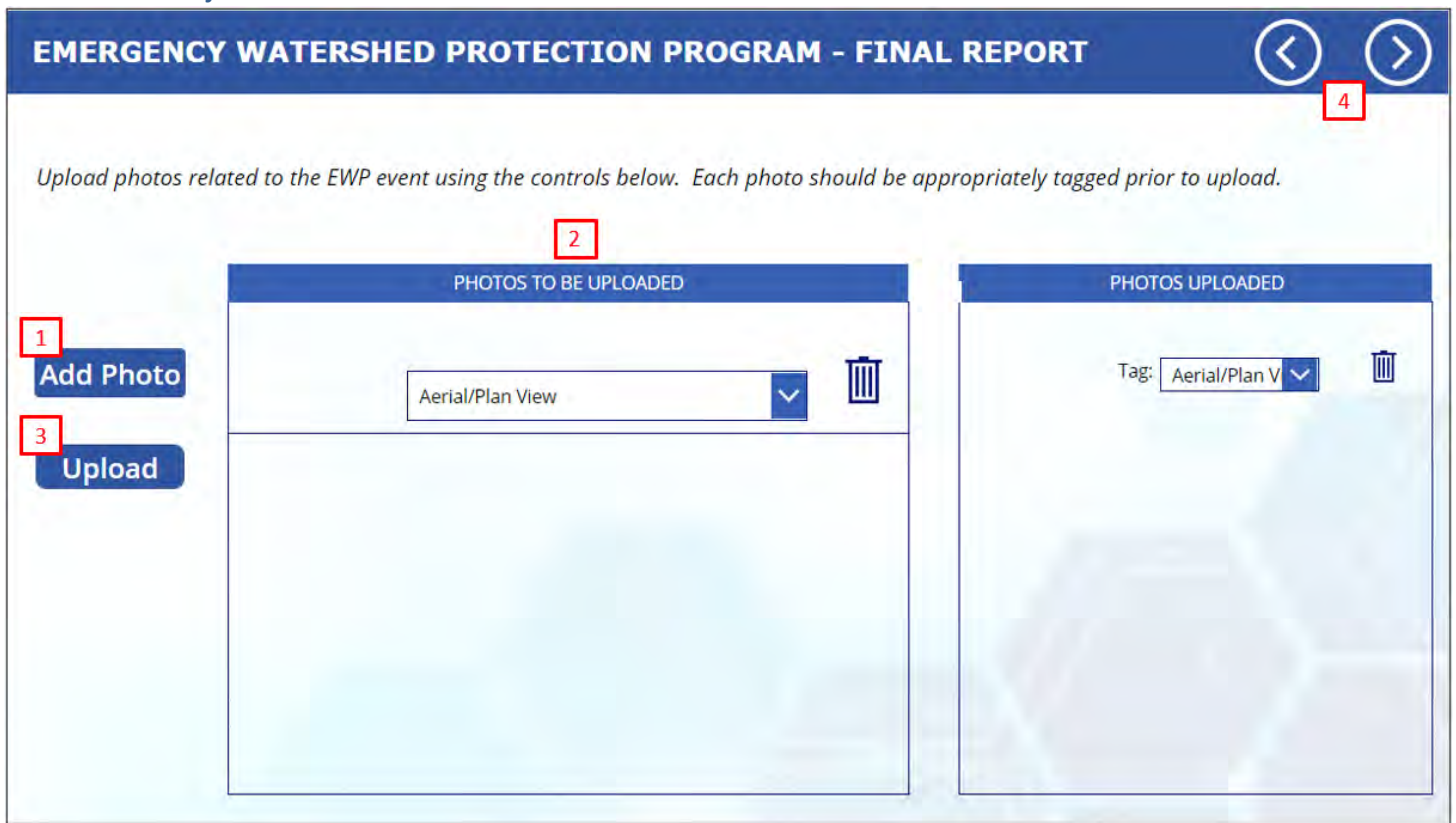 EMERGENCY WATERSHED PROTECTION PROGRAM - FINAL REPORT
4
Upload photos related to the EWP event using the controls below. Each photo should be appropriately tagged prior to upload.
2
PHOTOS TO BE UPLOADED
PHOTOS UPLOADED
1
Add Photo
Aerial/Plan View
Tag: Aerial/Plan V
3
Upload